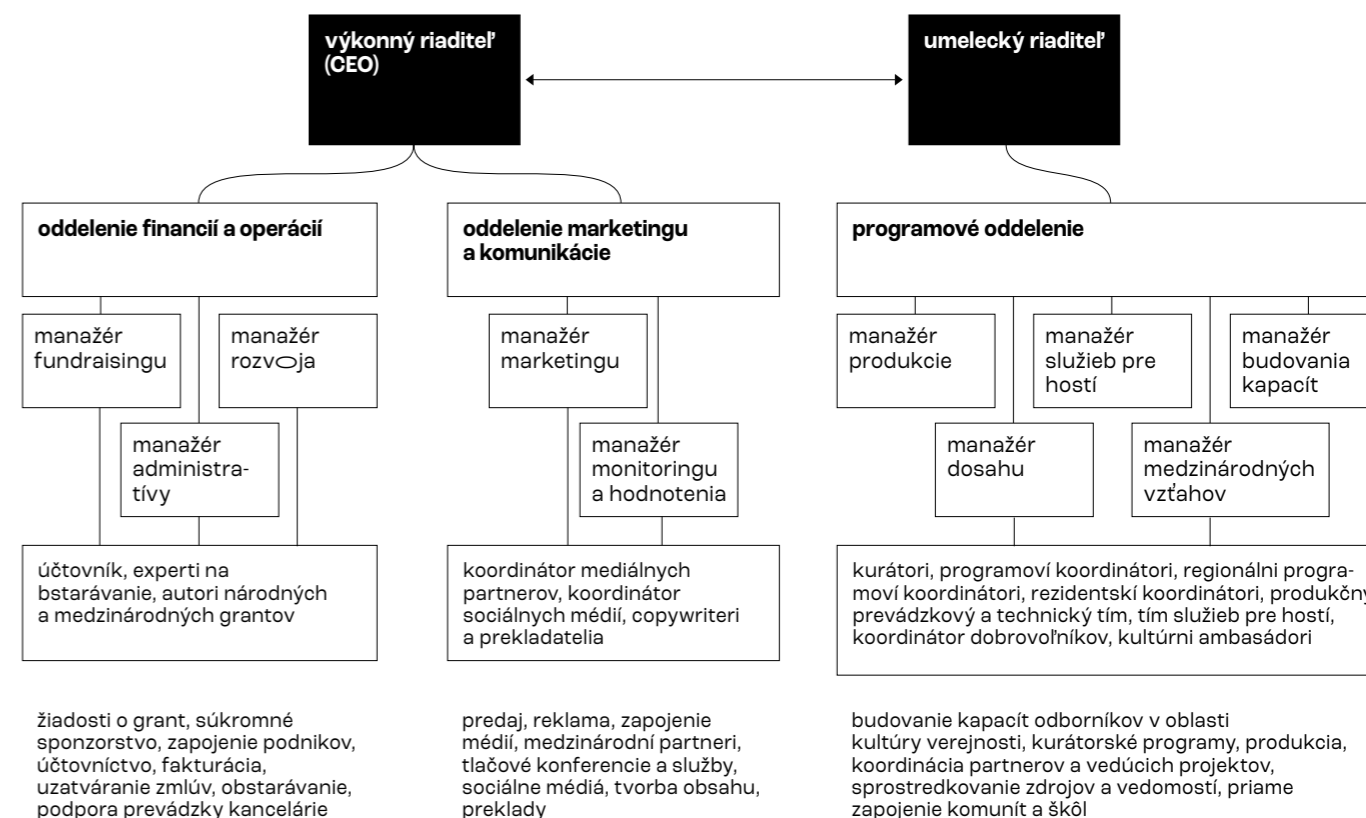 výkonný riaditeľ
(CEO)
umelecký riaditeľ
oddelenie financií a operácií
manažér
fundraisingu
manažér
rozvoja
manažér
administra-
tívy
účtovník, experti na
bstarávanie, autori národných
a medzinárodných grantov
žiadosti o grant, súkromné
sponzorstvo, zapojenie podnikov,
účtovníctvo, fakturácia,
uzatváranie zmlúv, obstarávanie,
podpora prevádzky kancelárie
oddelenie marketingu
a komunikácie
manažér
marketingu
manažér
monitoringu
a hodnotenia
koordinátor mediálnych
partnerov, koordinátor
sociálnych médií, copywriteri
a prekladatelia
predaj, reklama, zapojenie
médií, medzinárodní partneri,
tlačové konferencie a služby,
sociálne médiá, tvorba obsahu,
preklady
programové oddelenie
manažér
produkcie
manažér
služieb pre
hostí
manažér
budovania
kapacít
manažér
dosahu
manažér
medzinárodných
vzťahov
kurátori, programoví koordinátori, regionálni progra-
moví koordinátori, rezidentskí koordinátori, produkčný
prevádzkový a technický tím, tím služieb pre hostí,
koordinátor dobrovoľníkov, kultúrni ambasádori
budovanie kapacít odborníkov v oblasti
kultúry verejnosti, kurátorské programy, produkcia,
koordinácia partnerov a vedúcich projektov,
sprostredkovanie zdrojov a vedomostí, priame
zapojenie komunít a škôl